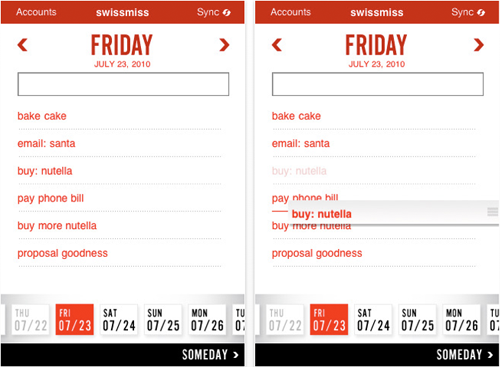 Accounts swissmiss Sync
FRIDAY
JULY 23, 2010
bake cake
email: santa
buy: nutella
pay phone bill
buy more nutella
proposal goodness
THU FRI SAT SUN MON TU
07/22 07/23 07/24 07/25 07/26 07
SOMEDAY >
Accounts swissmiss Sync
FRIDAY
JULY 23, 2010
bake cake
email: santa
buy: nutella
pay phone bill
buy: nutella
buy more nutella
proposal goodness
THU FRI SAT SUN MON TU
07/22 07/23 07/24 07/25 07/26 07
SOMEDAY >